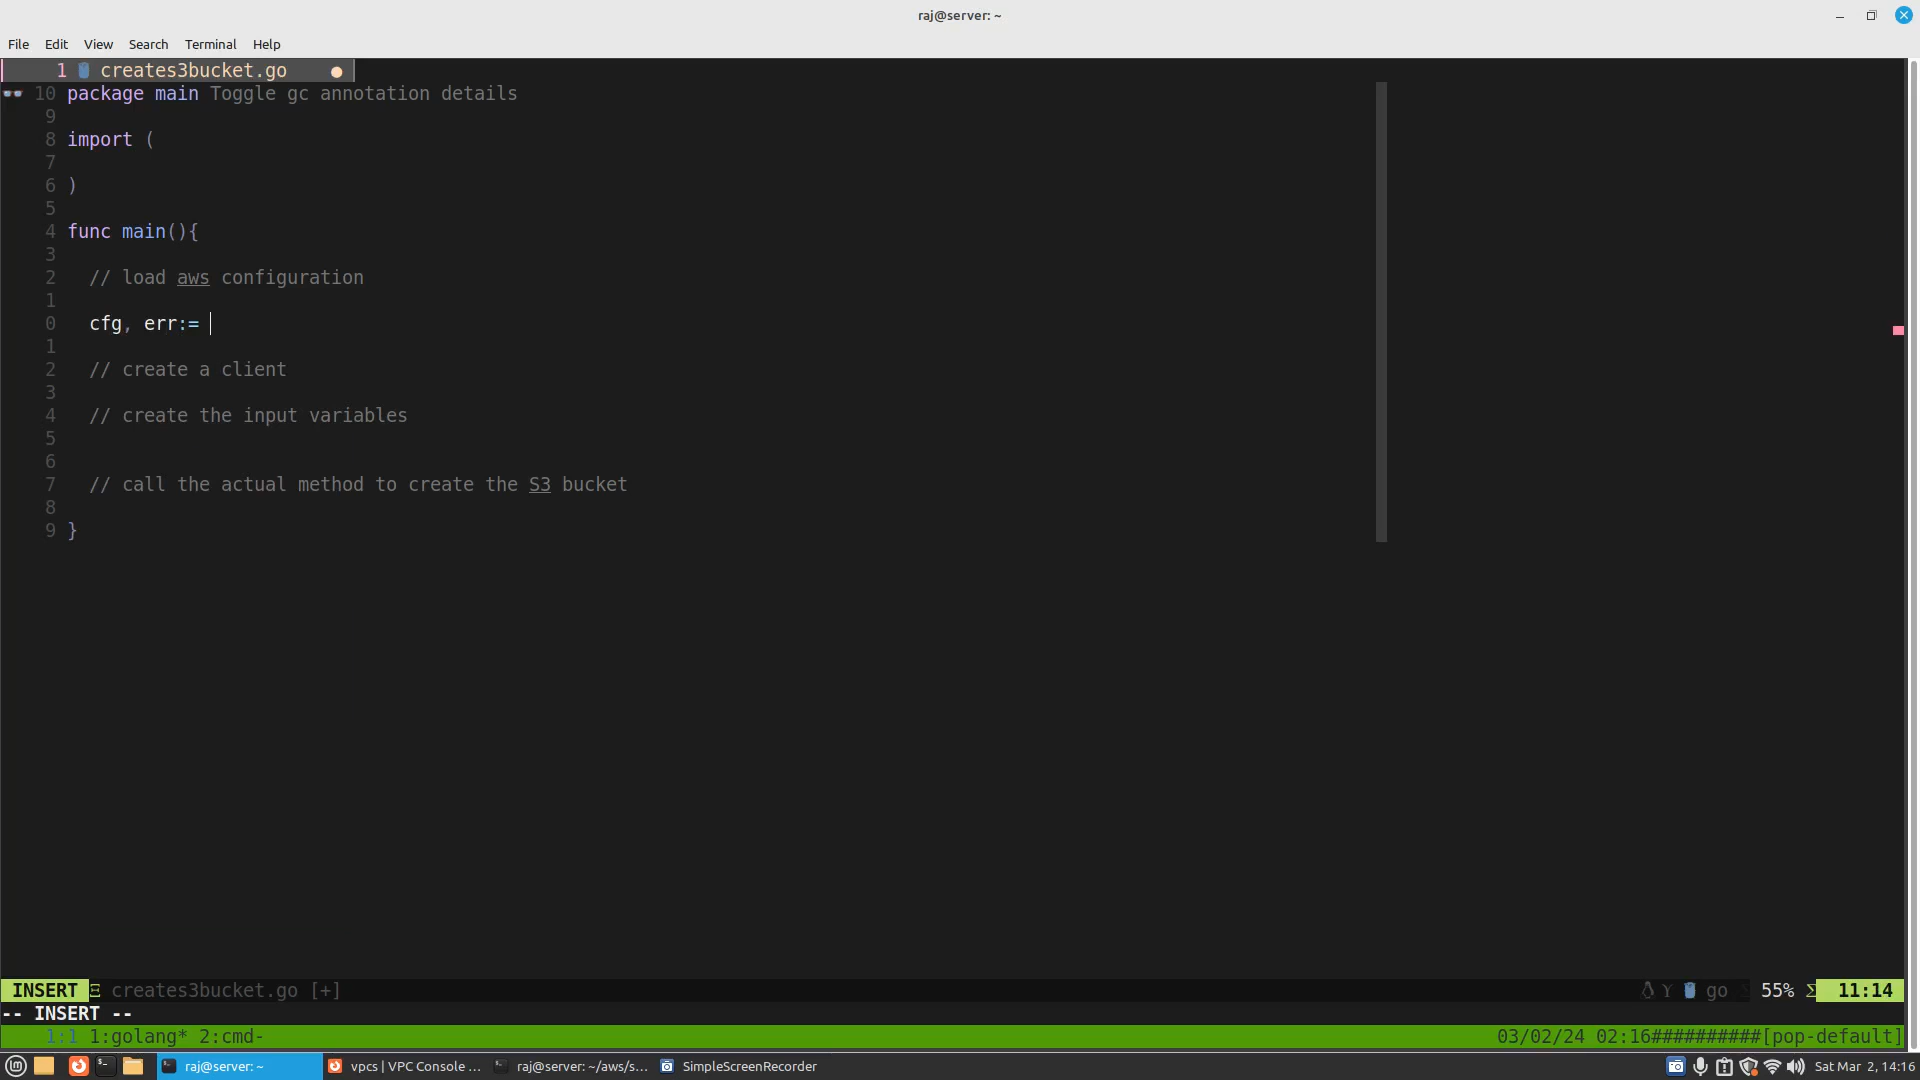 raj@server: ~
File Edit View Search Terminal Help
1 creates3bucket.go
10 package main Toggle gc annotation details
9
8 import (
7
6 )
5
4 func main(){
3
2 // load aws configuration
1
0 cfg, err:=
1
2 // create a client
3
4 // create the input variables
5
6
7 // call the actual method to create the S3 bucket
8
9 }
INSERT creates3bucket.go [+] go 55% 11:14
-- INSERT --
1:1 1:golang* 2:cmd- 03/02/24 02:16##########[pop-default]
raj@server: ~ vpcs | VPC Console ... raj@server: ~/aws/s... SimpleScreenRecorder Sat Mar 2, 14:16